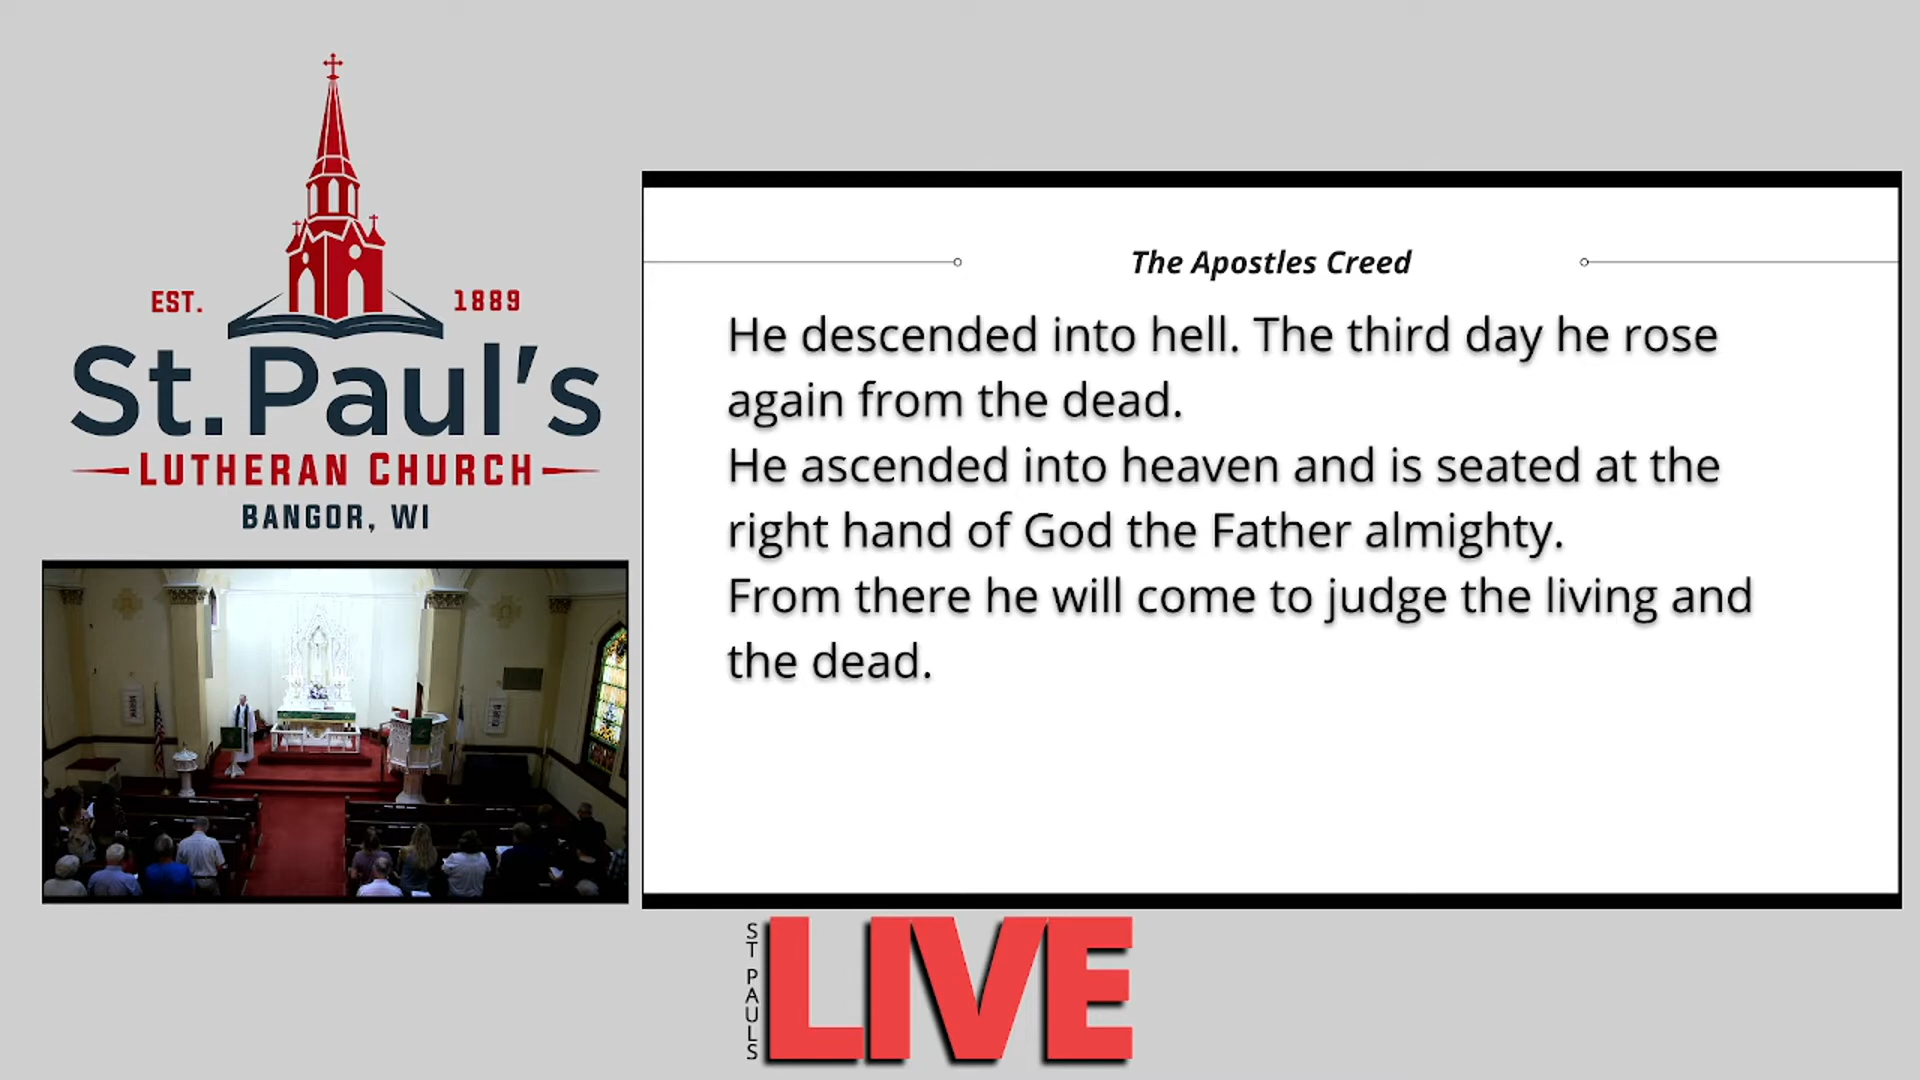 EST. 1889
St. Paul's
LUTHERAN CHURCH
BANGOR, WI
The Apostles Creed
He descended into hell. The third day he rose
again from the dead.
He ascended into heaven and is seated at the
right hand of God the Father almighty.
From there he will come to judge the living and
the dead.
ST PAULS
LIVE